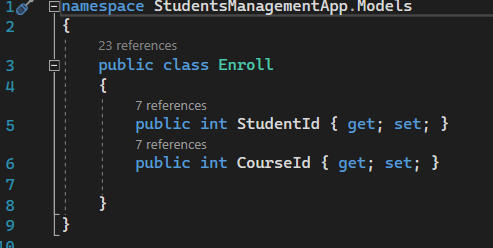 1 namespace StudentsManagementApp.Models
2 {
23 references
3 public class Enroll
4 {
7 references
5 public int StudentId { get; set; }
7 references
6 public int CourseId { get; set; }
7
8 }
9 }
10